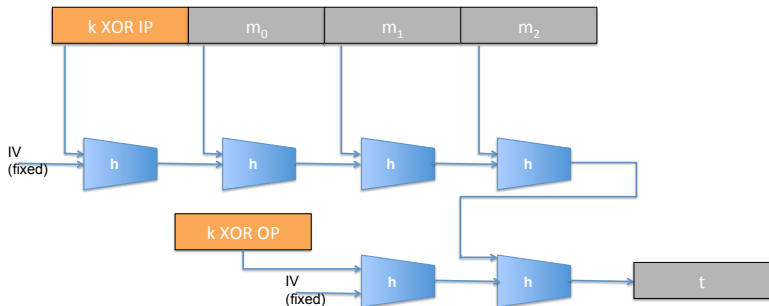 k XOR IP m₀ m₁ m₂
IV
(fixed)
h h h h
k XOR OP
IV
(fixed)
h h
t